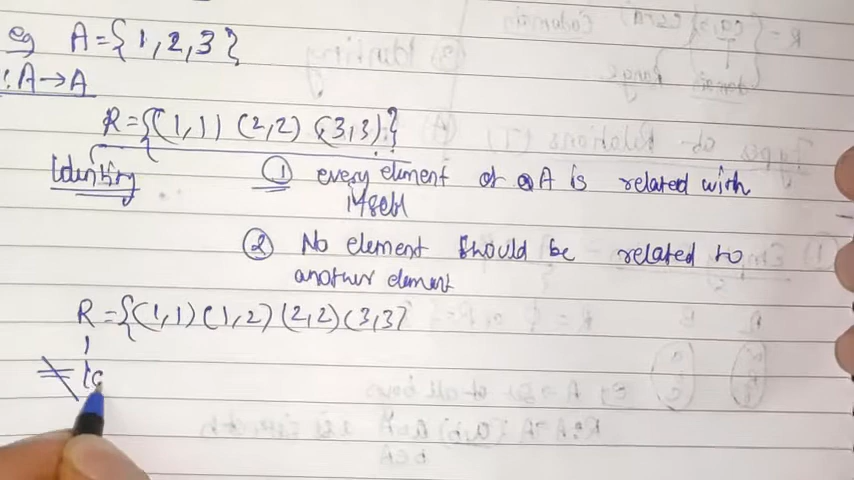 eg A={1,2,3}
: A→A
R={(1,1) (2,2) (3,3)}
Identity ① every element of A is related with
itself
② No element should be related to
another element
R={(1,1) (1,2) (2,2) (3,3)